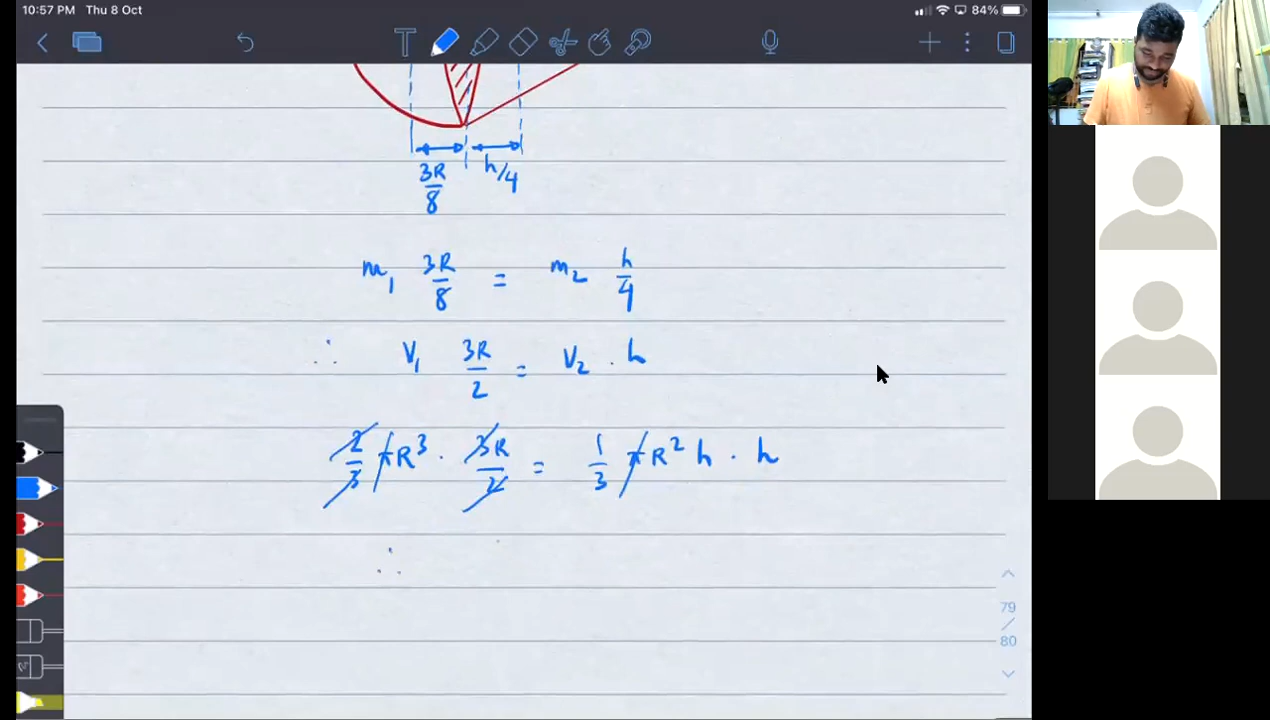 10:57 PM Thu 8 Oct 84%
T
3R/8 h/4
m₁ 3R/8 = m₂ h/4
∴ V₁ 3R/2 = V₂ . h
2/3 πR³ . 3R/2 = 1/3 πR² h . h
∴
79
/
80